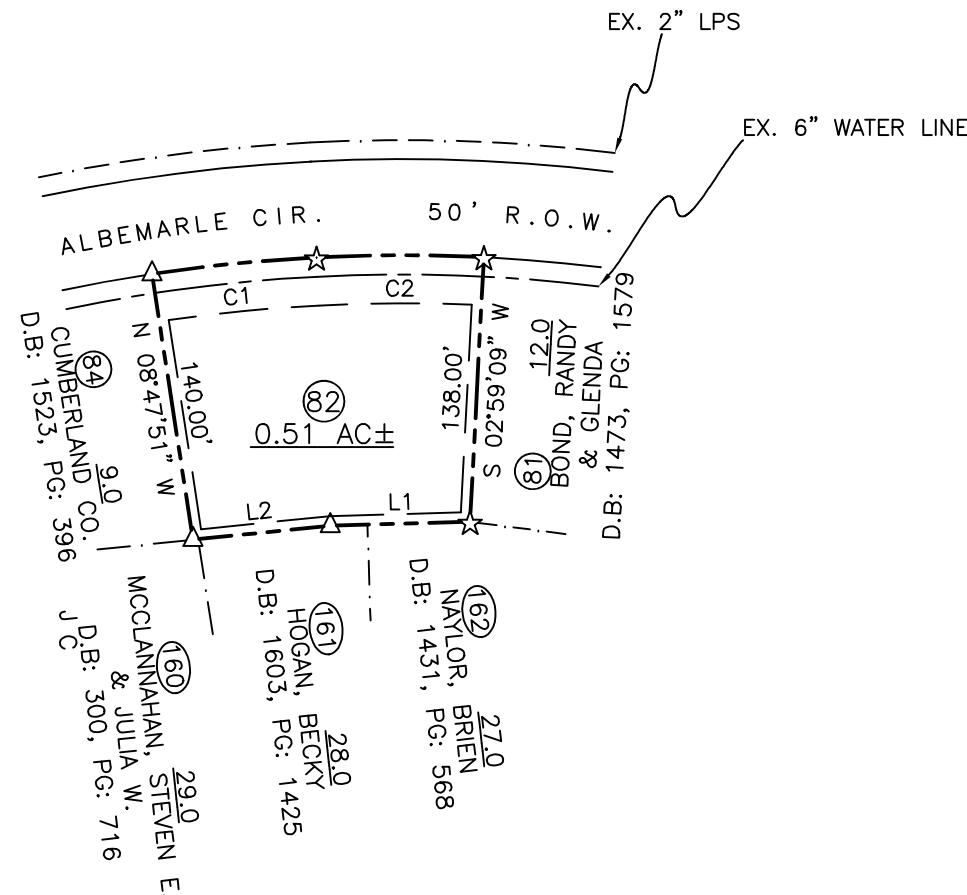 EX. 2" LPS
EX. 6" WATER LINE
ALBEMARLE CIR. 50' R.O.W.
C1
C2
N 08°47'51" W
140.00'
82
0.51 AC±
138.00'
S 02°59'09" W
L2
L1
84
9.0
CUMBERLAND CO.
D.B: 1523, PG: 396
81
12.0
BOND, RANDY
& GLENDA
D.B: 1473, PG: 1579
160
29.0
MCCLANNAHAN, STEVEN E.
& JULIA W.
D.B: 300, PG: 716
J C
161
28.0
HOGAN, BECKY
D.B: 1603, PG: 1425
162
27.0
NAYLOR, BRIEN
D.B: 1431, PG: 568